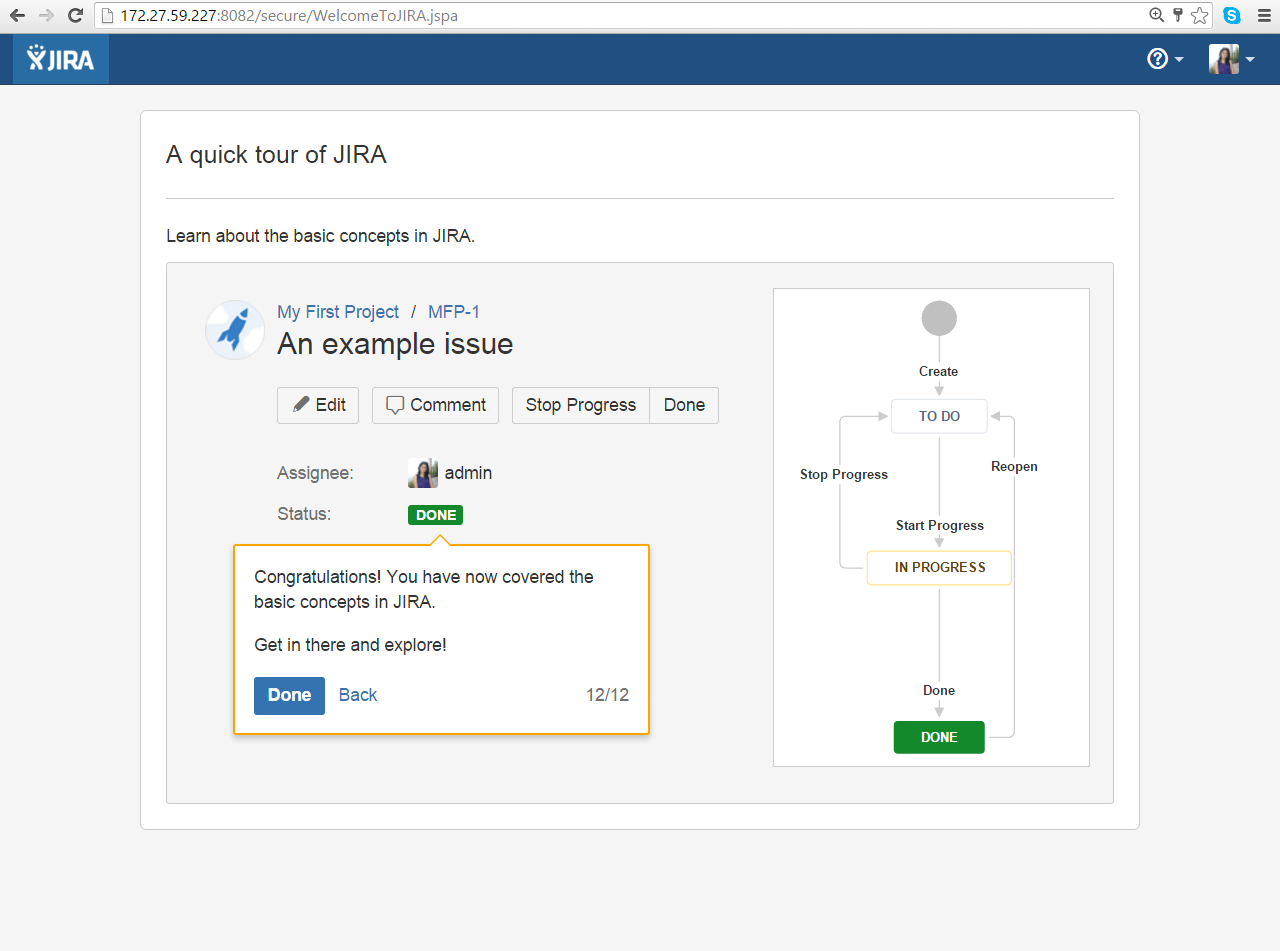 172.27.59.227:8082/secure/WelcomeToJIRA.jspa
JIRA
A quick tour of JIRA
Learn about the basic concepts in JIRA.
My First Project / MFP-1
An example issue
Edit Comment Stop Progress Done
Assignee: admin
Status: DONE
Congratulations! You have now covered the
basic concepts in JIRA.
Get in there and explore!
Done Back 12/12
Create
TO DO
Stop Progress
Reopen
Start Progress
IN PROGRESS
Done
DONE